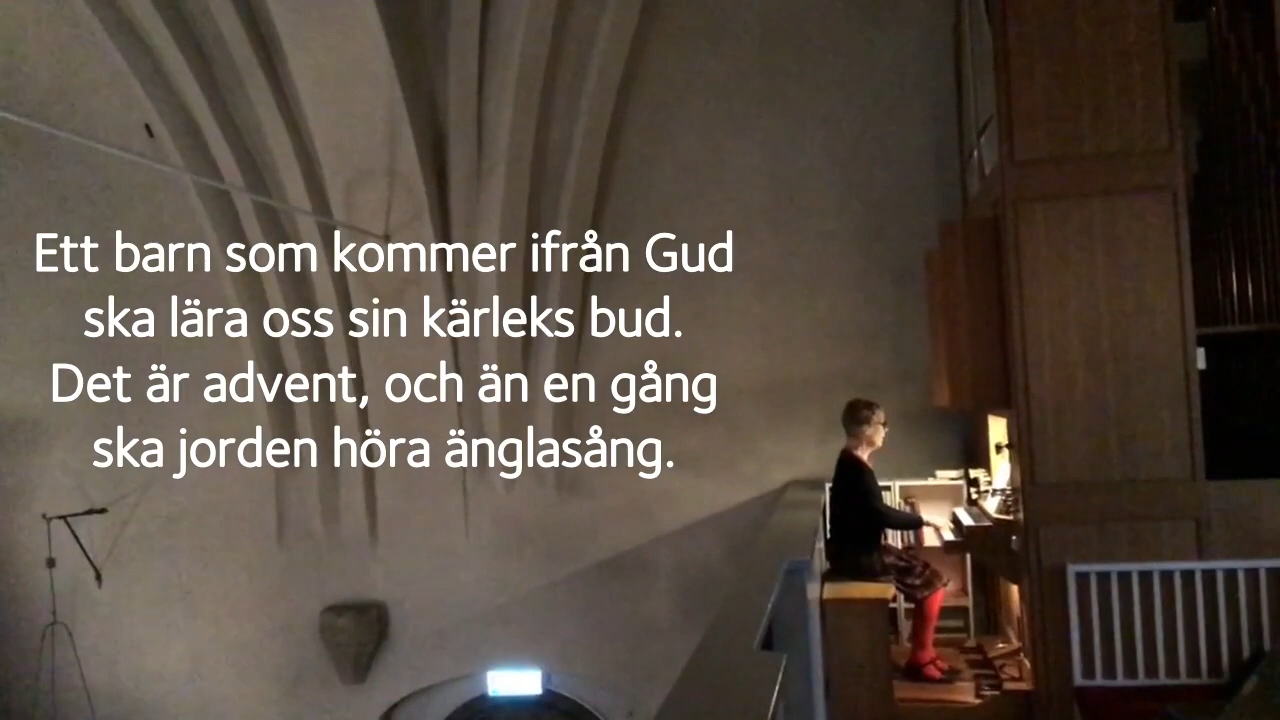 Ett barn som kommer ifrån Gud
ska lära oss sin kärleks bud.
Det är advent, och än en gång
ska jorden höra änglasång.